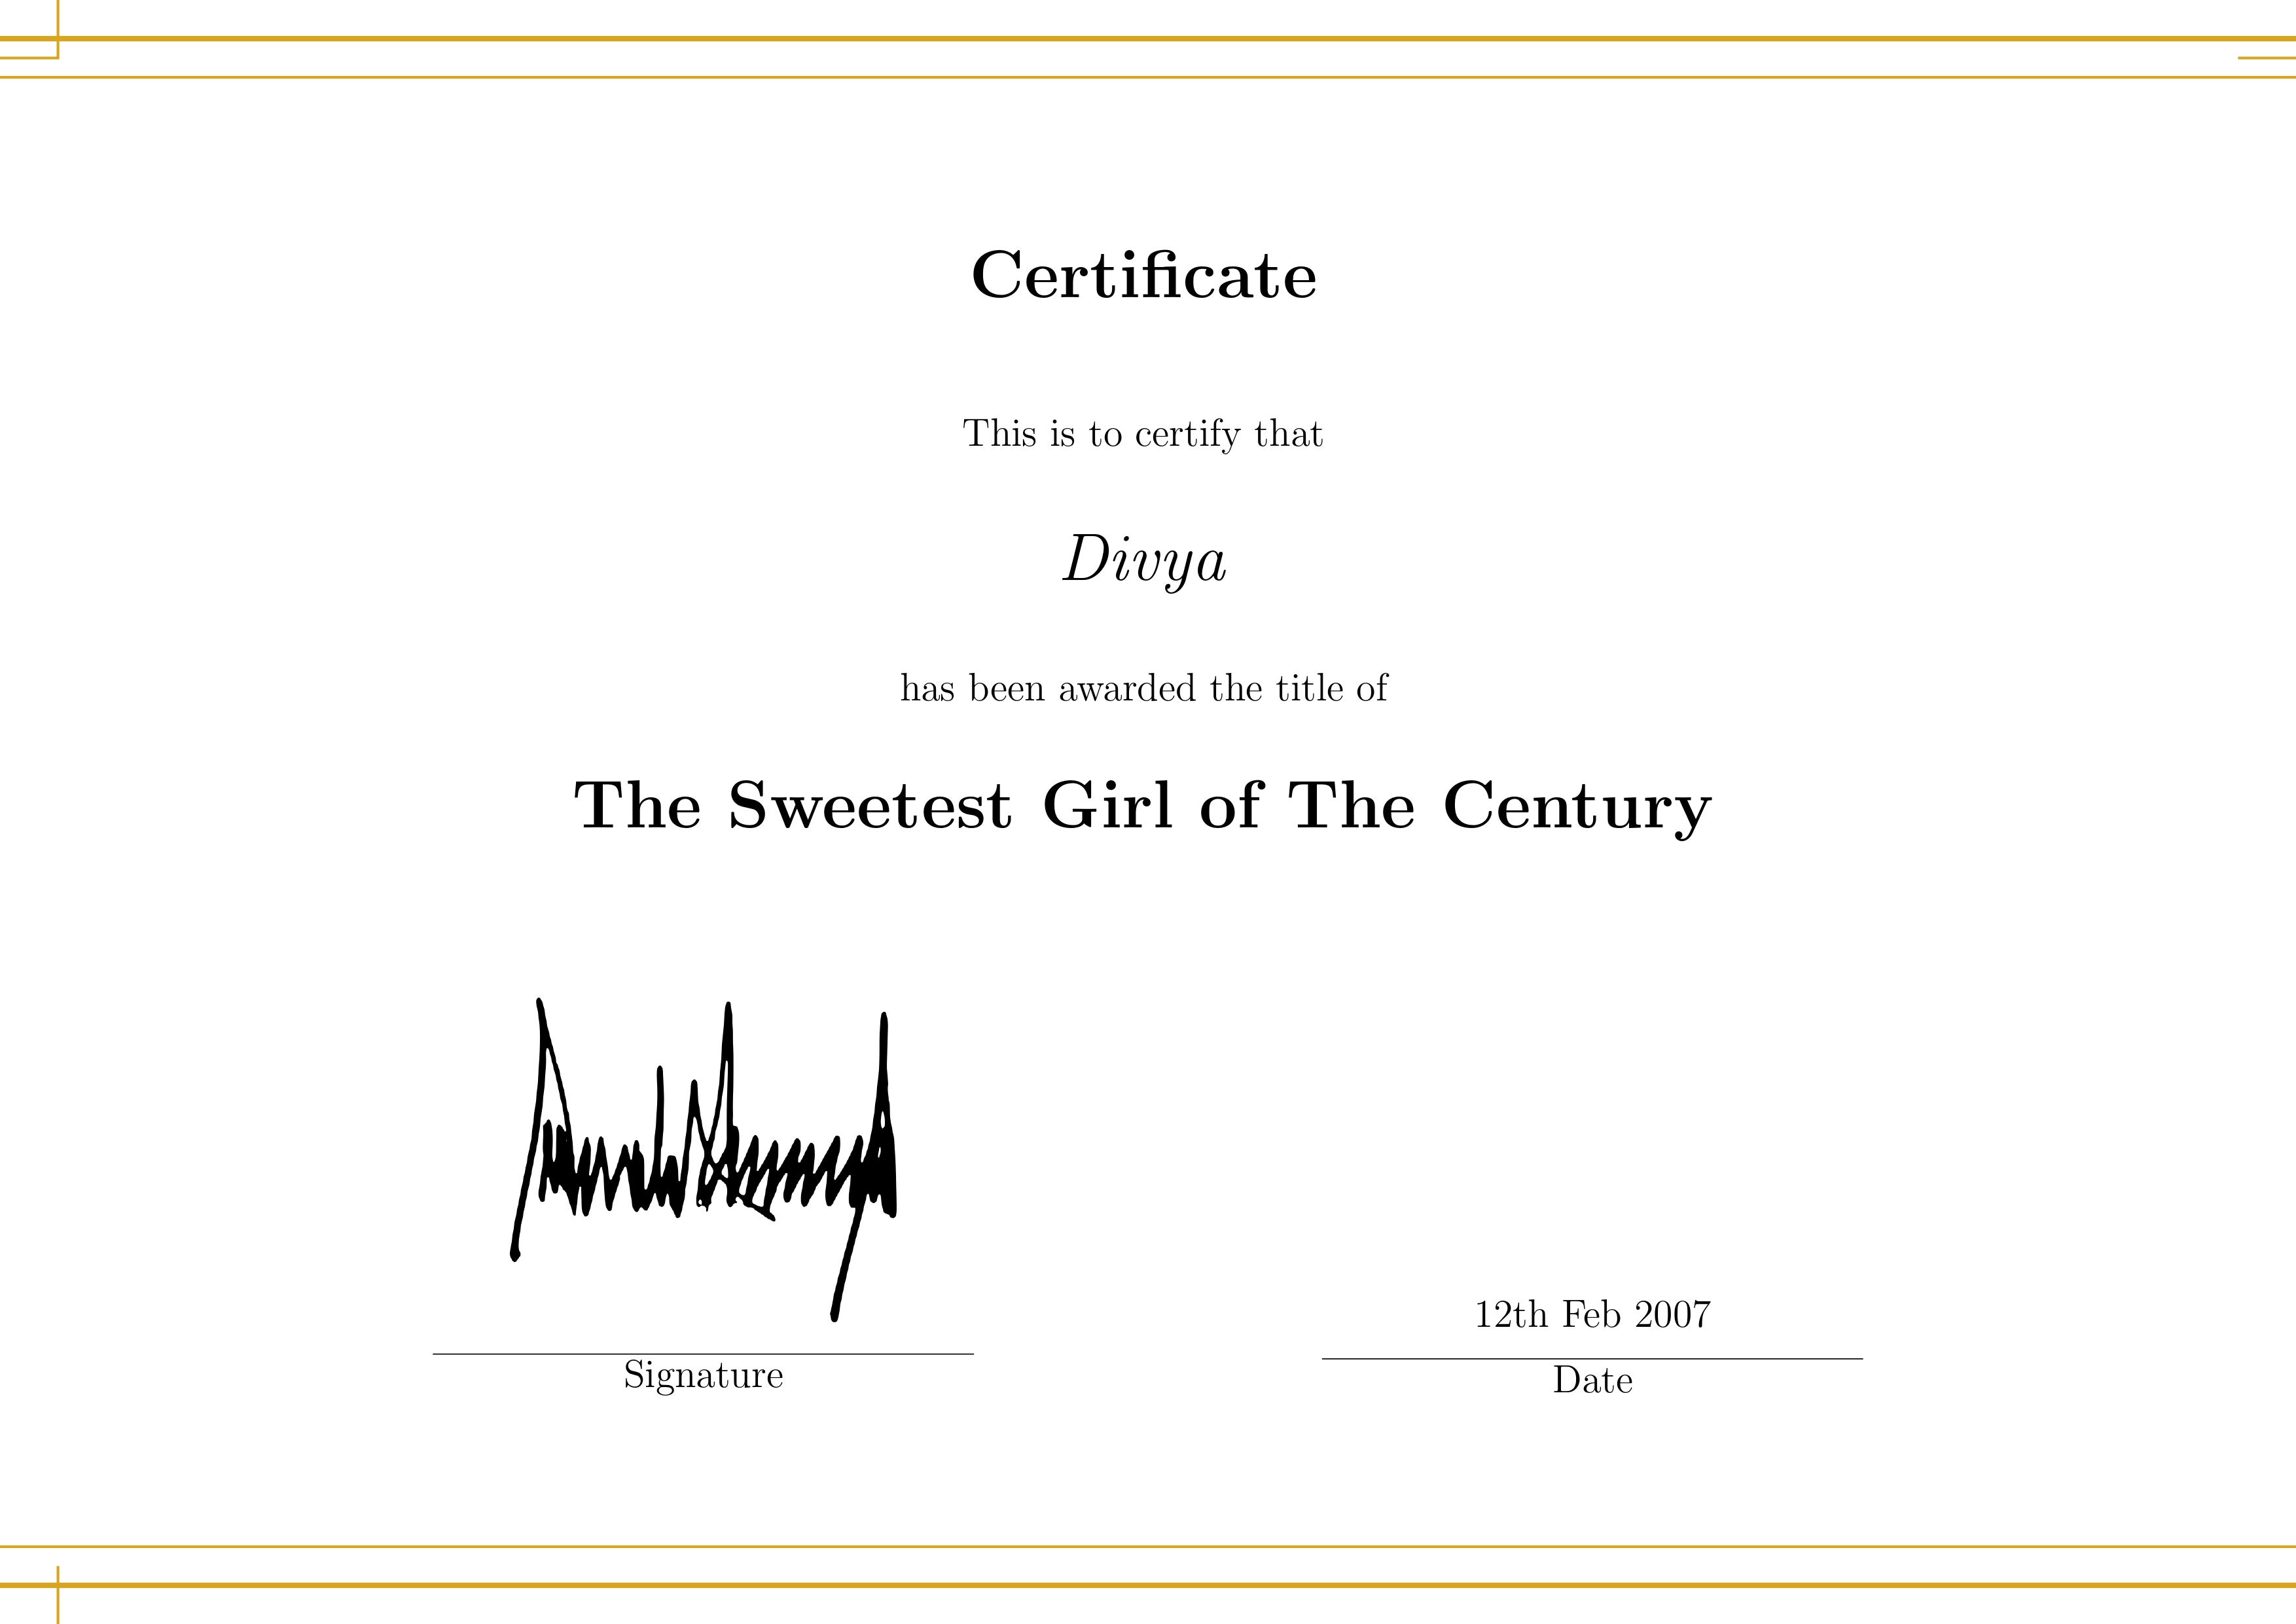 Certificate
This is to certify that
Divya
has been awarded the title of
The Sweetest Girl of The Century
12th Feb 2007
Signature
Date